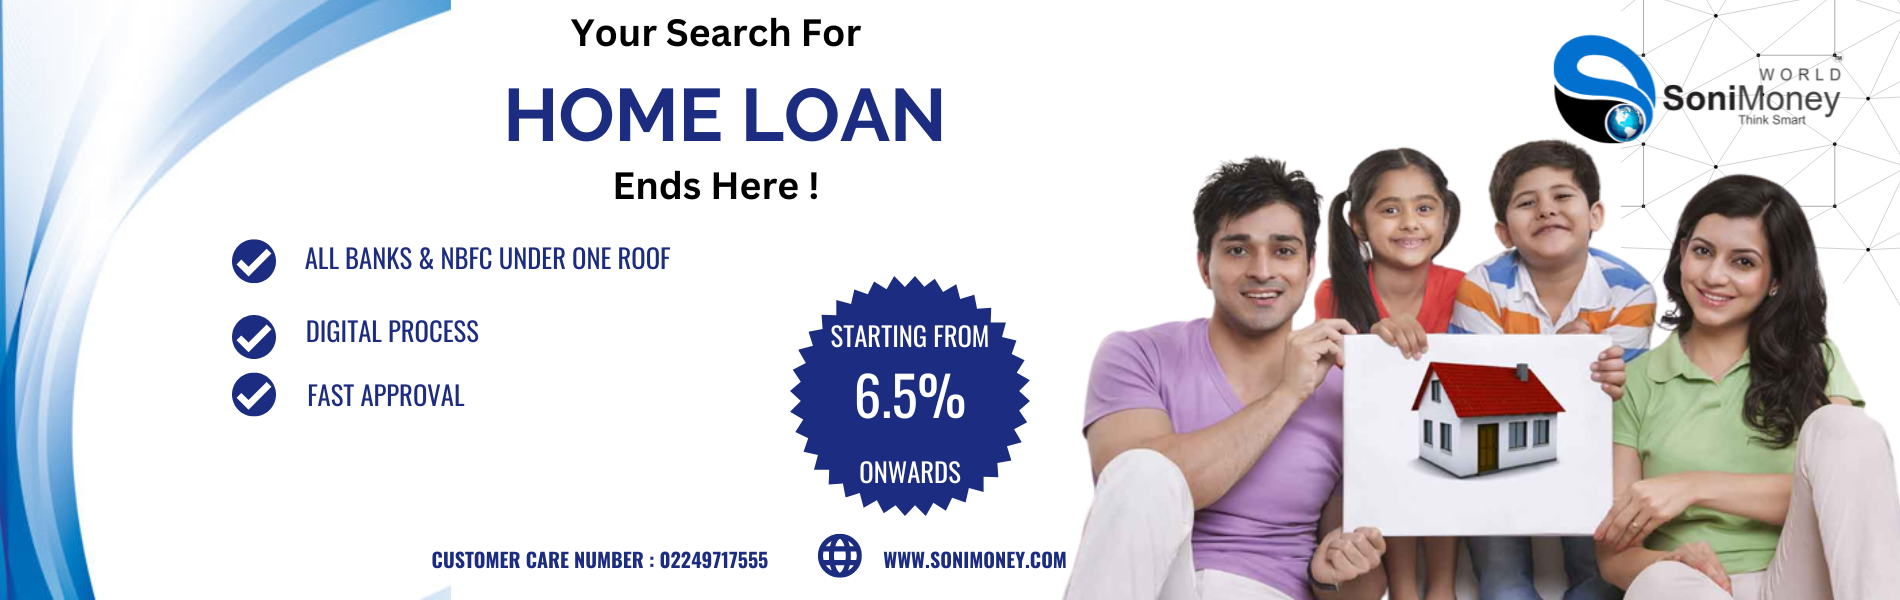 Your Search For
HOME LOAN
Ends Here !
WORLD
SoniMoney
Think Smart
ALL BANKS & NBFC UNDER ONE ROOF
DIGITAL PROCESS
FAST APPROVAL
STARTING FROM
6.5%
ONWARDS
CUSTOMER CARE NUMBER : 02249717555
WWW.SONIMONEY.COM